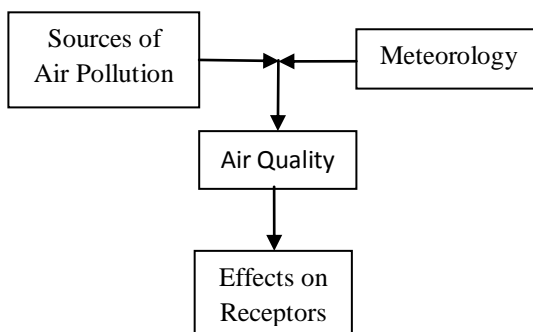 Sources of
Air Pollution
Meteorology
Air Quality
Effects on
Receptors